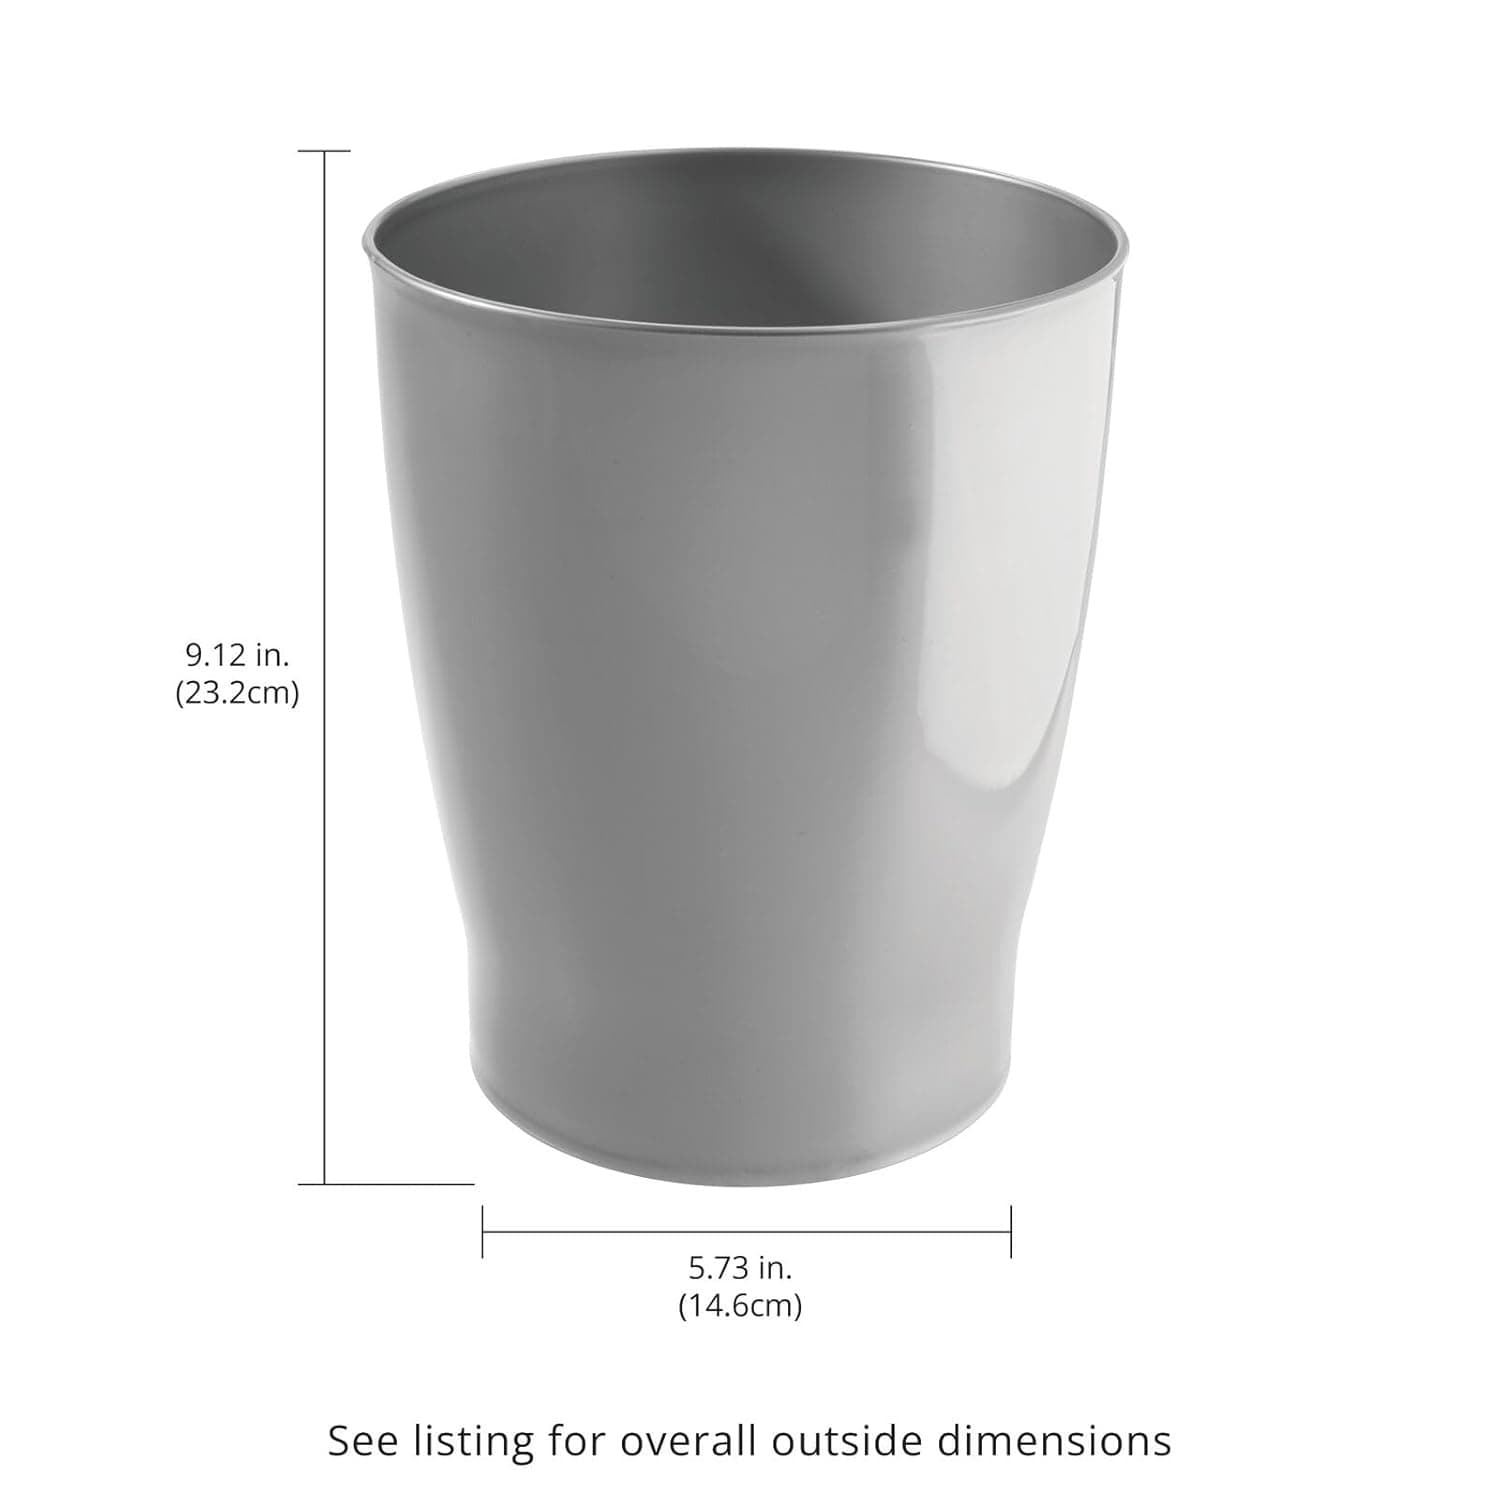 9.12 in.
(23.2cm)
5.73 in.
(14.6cm)
See listing for overall outside dimensions